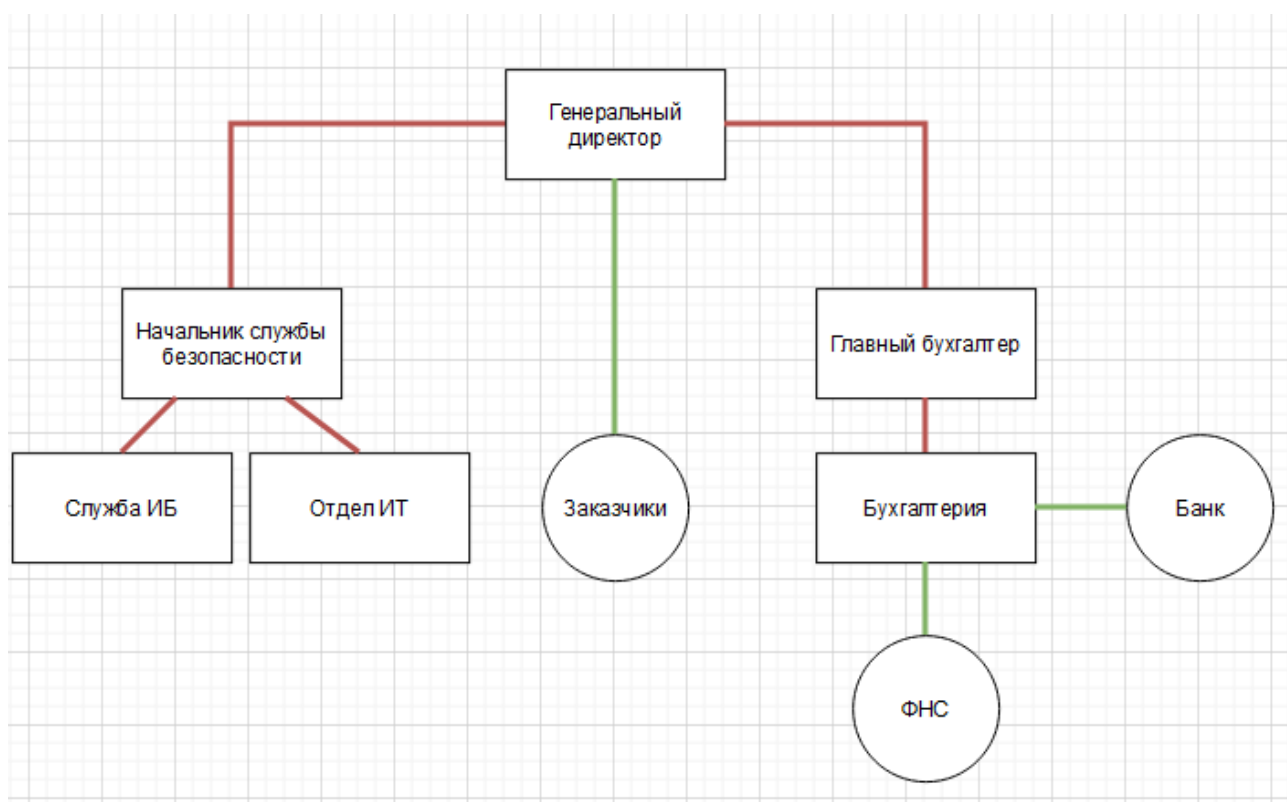 Генеральный
директор
Начальник службы
безопасности
Главный бухгалтер
Служба ИБ
Отдел ИТ
Заказчики
Бухгалтерия
Банк
ФНС